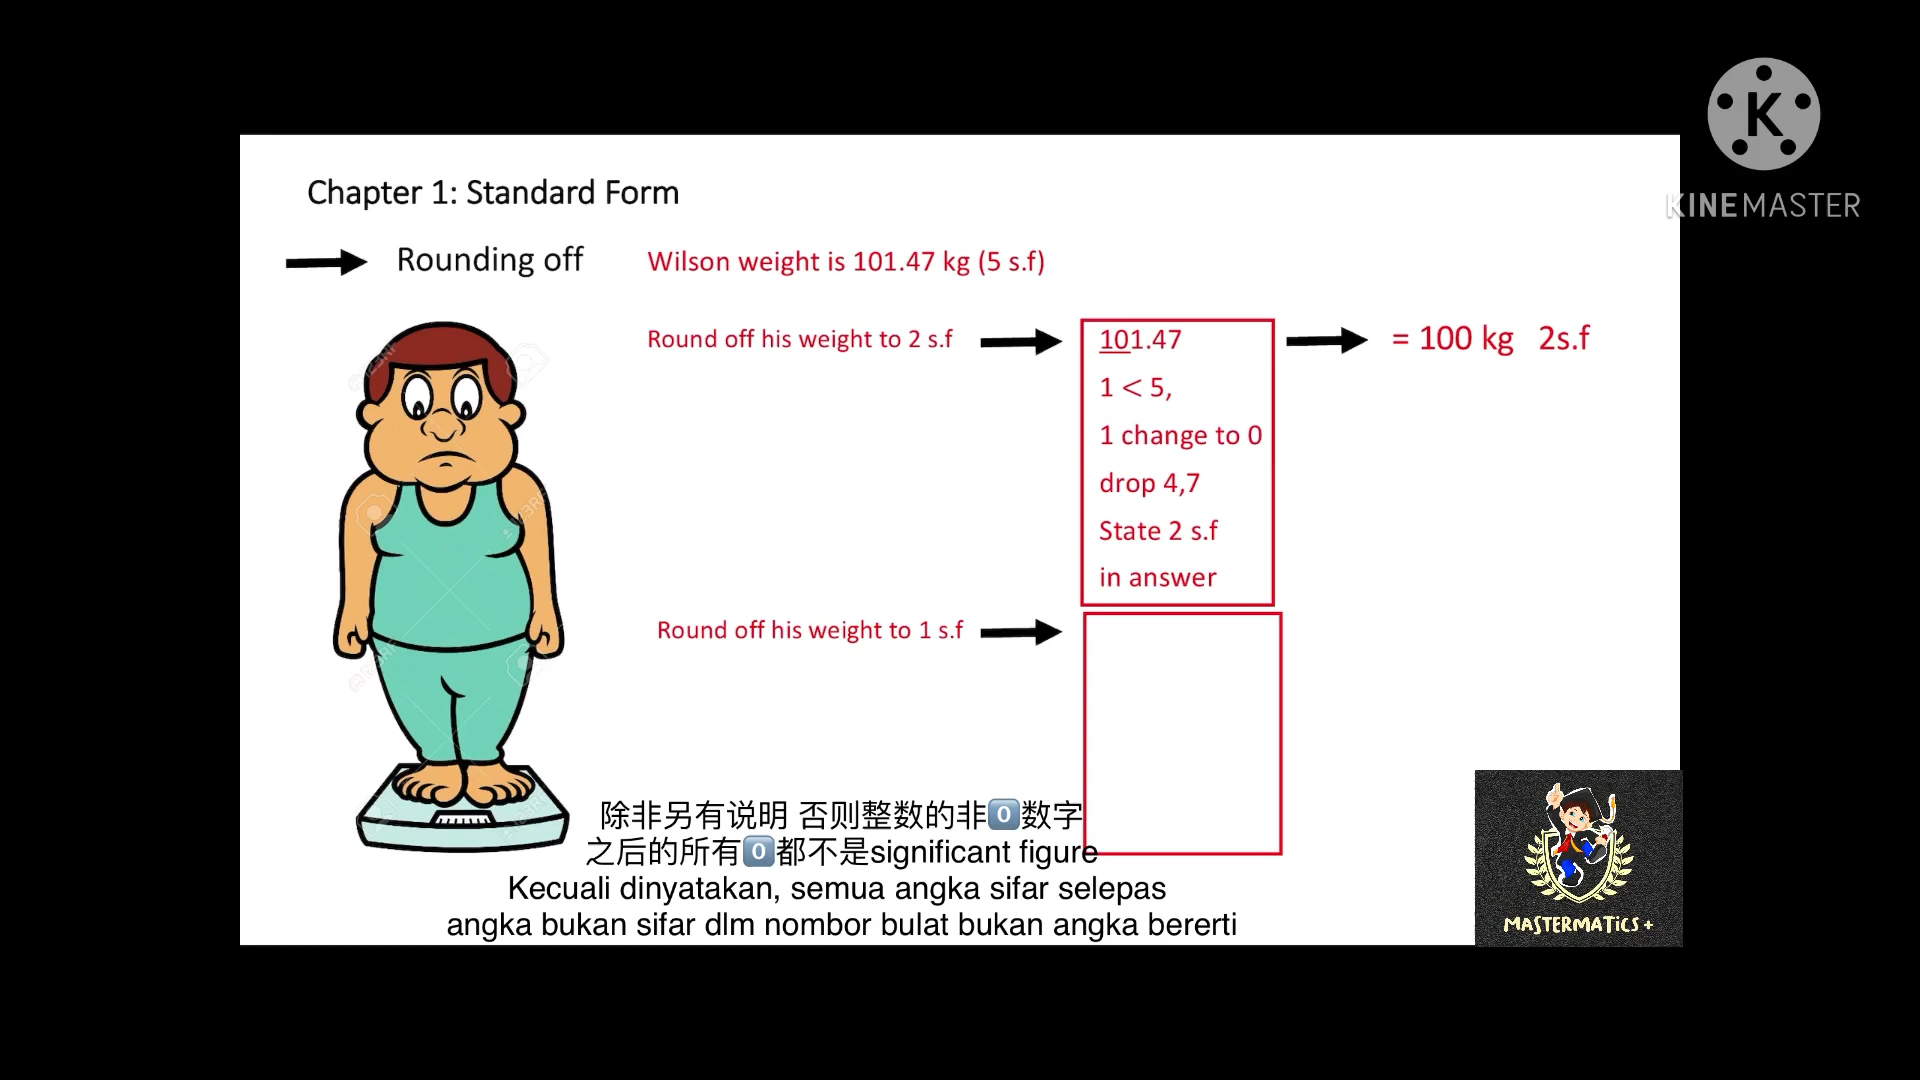 K
KINEMASTER
Chapter 1: Standard Form
Rounding off
Wilson weight is 101.47 kg (5 s.f)
Round off his weight to 2 s.f
101.47
1 < 5,
1 change to 0
drop 4,7
State 2 s.f
in answer
= 100 kg 2s.f
Round off his weight to 1 s.f
除非另有说明 否则整数的非0️⃣数字
之后的所有0️⃣都不是significant figure
Kecuali dinyatakan, semua angka sifar selepas
angka bukan sifar dlm nombor bulat bukan angka bererti
MASTERMATiCS +